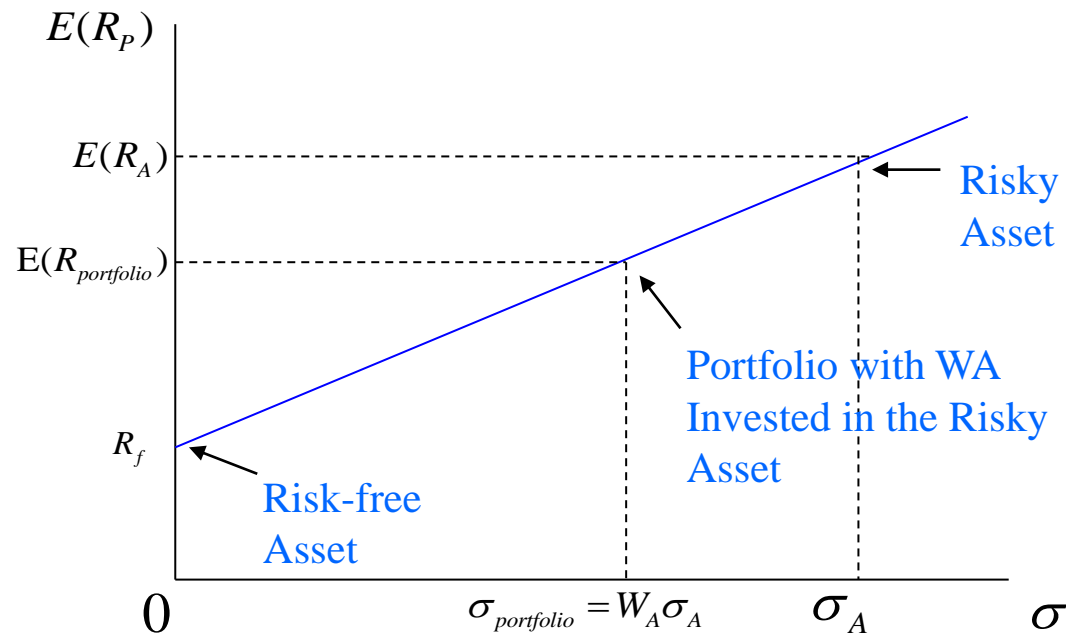 E(R_P)
E(R_A)
Risky
Asset
E(R_portfolio)
Portfolio with WA
Invested in the Risky
Asset
R_f
Risk-free
Asset
0
σ_portfolio = W_A σ_A
σ_A
σ